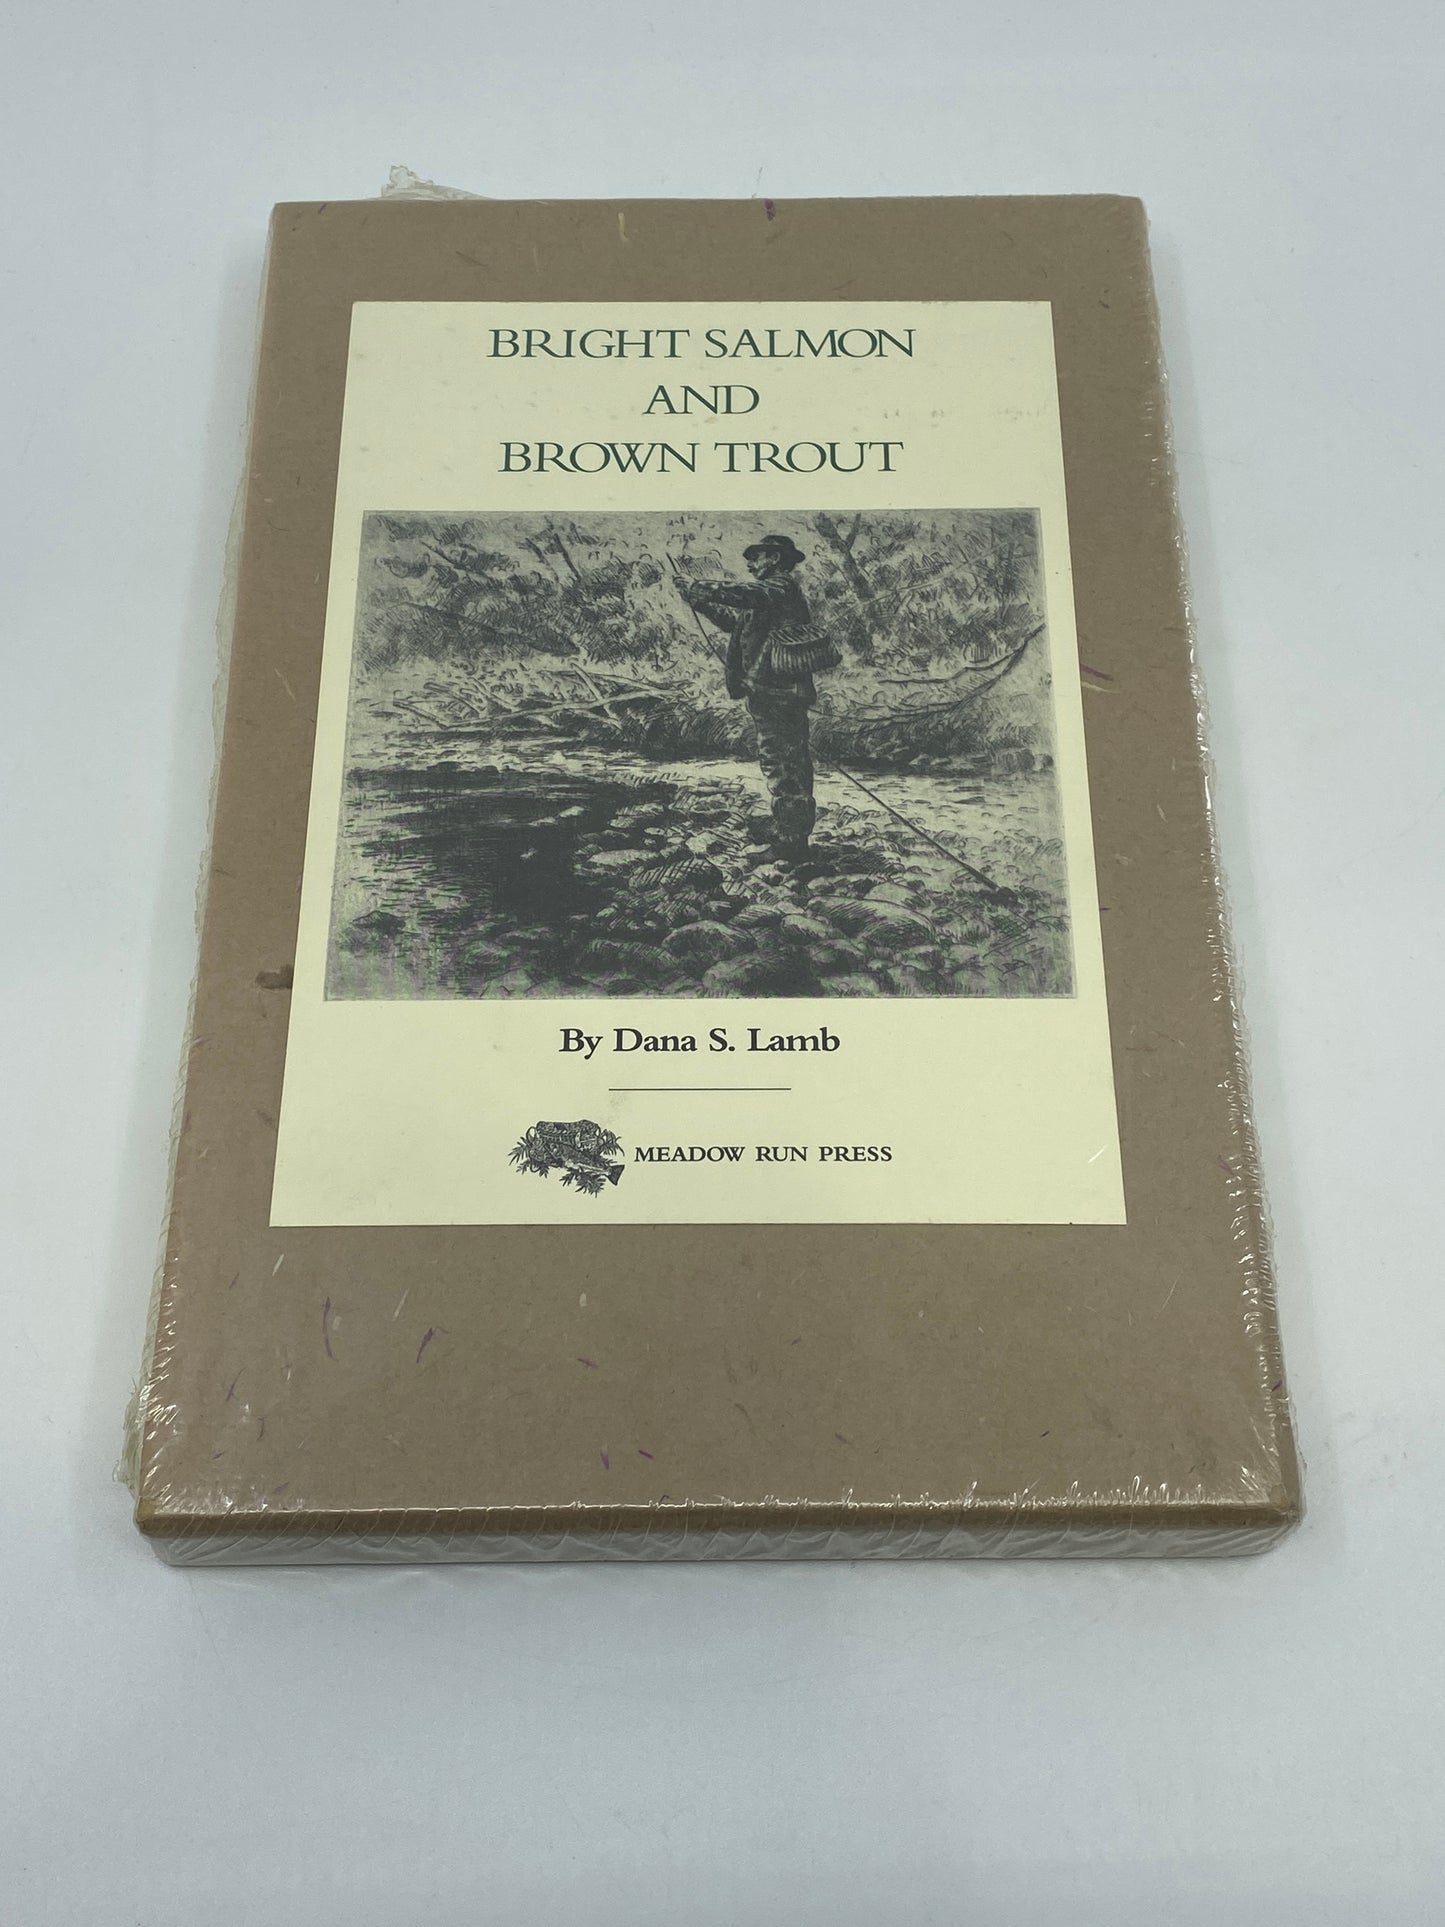 BRIGHT SALMON
AND
BROWN TROUT
By Dana S. Lamb
MEADOW RUN PRESS